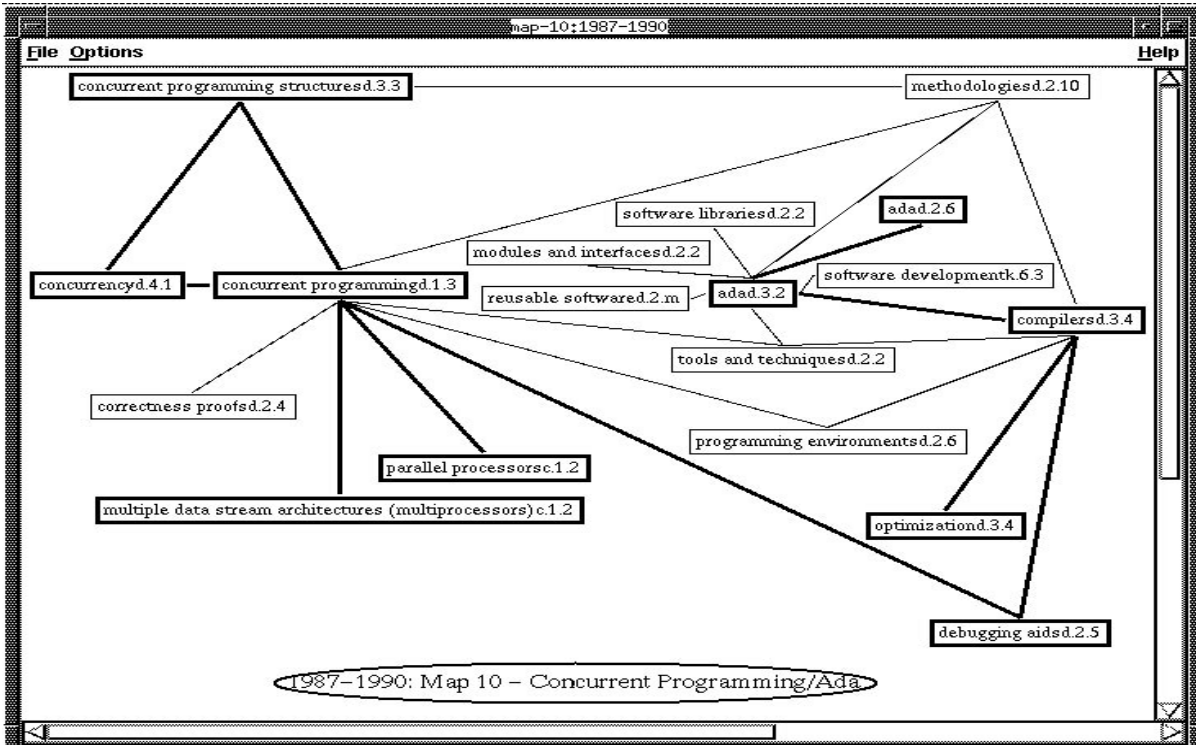 map-10:1987-1990
File Options Help
concurrent programming structuresd.3.3
methodologiesd.2.10
software librariesd.2.2
adad.2.6
modules and interfacesd.2.2
software developmentk.6.3
concurrencyd.4.1
concurrent programmingd.1.3
reusable softwared.2.m
adad.3.2
compilersd.3.4
tools and techniquesd.2.2
correctness proofsd.2.4
programming environmentsd.2.6
parallel processorsc.1.2
multiple data stream architectures (multiprocessors)c.1.2
optimizationd.3.4
debugging aidsd.2.5
1987-1990: Map 10 - Concurrent Programming/Ada